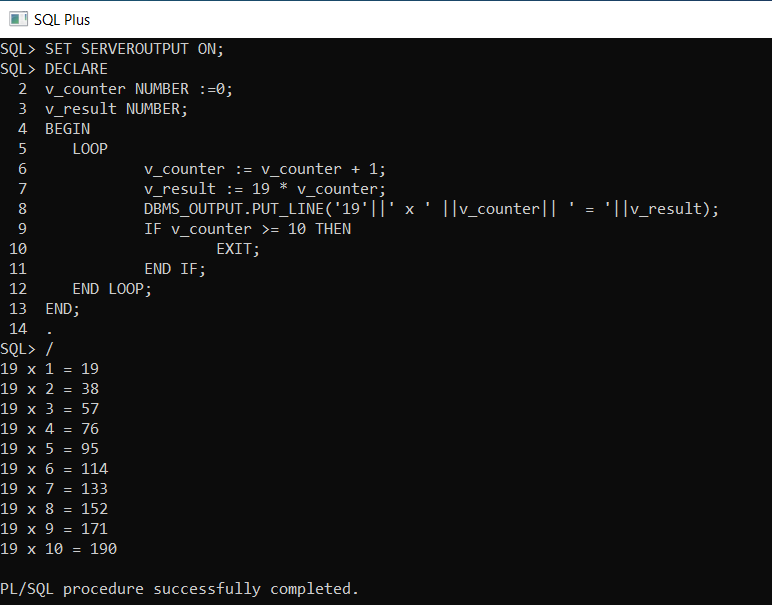 SQL Plus
SQL> SET SERVEROUTPUT ON;
SQL> DECLARE
  2  v_counter NUMBER :=0;
  3  v_result NUMBER;
  4  BEGIN
  5     LOOP
  6             v_counter := v_counter + 1;
  7             v_result := 19 * v_counter;
  8             DBMS_OUTPUT.PUT_LINE('19'||' x ' ||v_counter|| ' = '||v_result);
  9             IF v_counter >= 10 THEN
 10                     EXIT;
 11             END IF;
 12     END LOOP;
 13  END;
 14  .
SQL> /
19 x 1 = 19
19 x 2 = 38
19 x 3 = 57
19 x 4 = 76
19 x 5 = 95
19 x 6 = 114
19 x 7 = 133
19 x 8 = 152
19 x 9 = 171
19 x 10 = 190

PL/SQL procedure successfully completed.